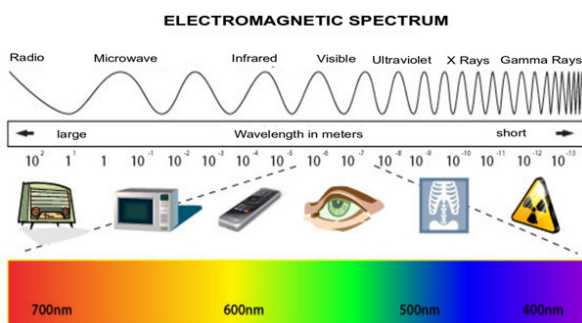 ELECTROMAGNETIC SPECTRUM
Radio Microwave Infrared Visible Ultraviolet X Rays Gamma Rays
large Wavelength in meters short
10² 1¹ 1 10⁻¹ 10⁻² 10⁻³ 10⁻⁴ 10⁻⁵ 10⁻⁶ 10⁻⁷ 10⁻⁸ 10⁻⁹ 10⁻¹⁰ 10⁻¹¹ 10⁻¹² 10⁻¹³
700nm 600nm 500nm 400nm